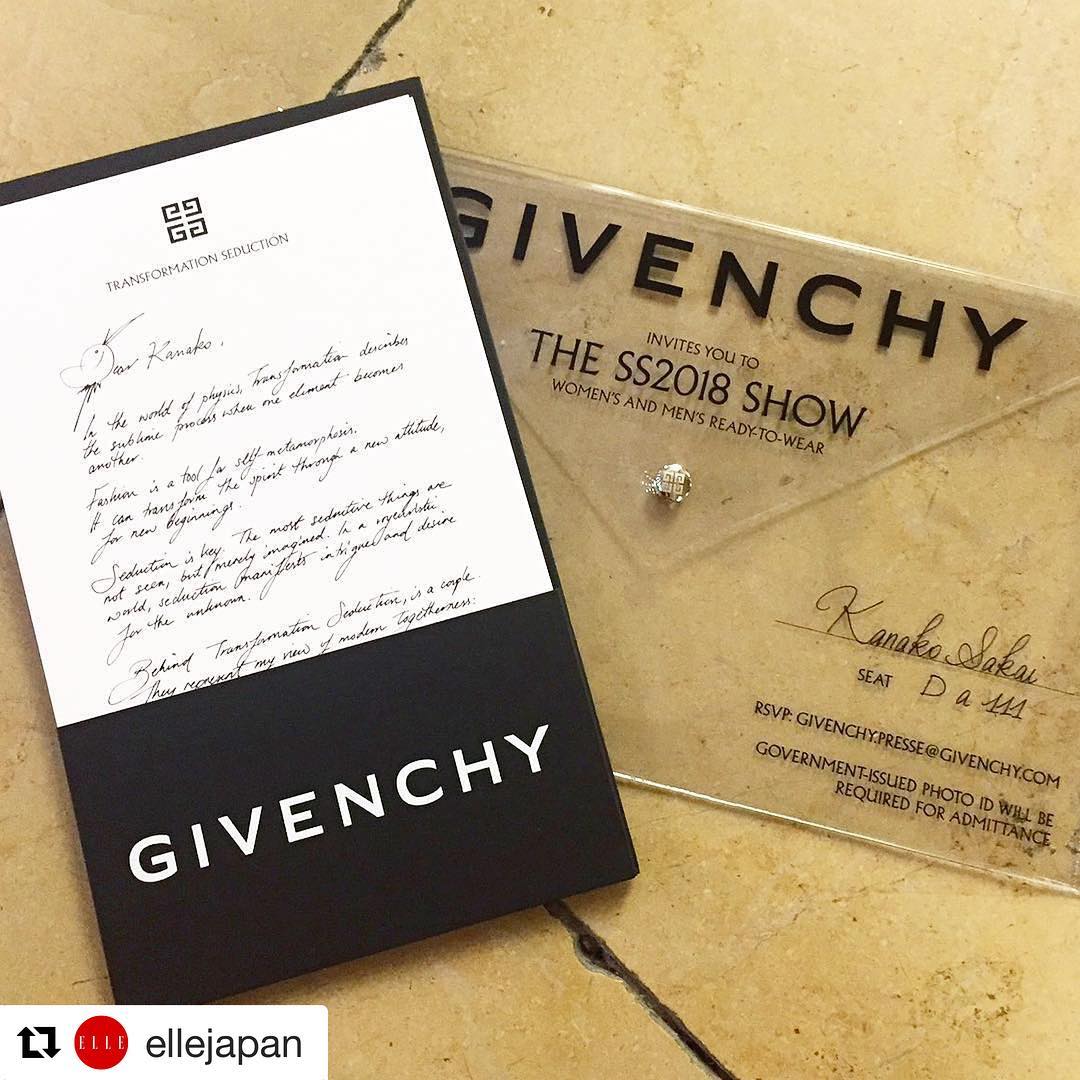 TRANSFORMATION SEDUCTION
Dear Kanako,
In the world of physics, Transformation describes
the sublime process when one element becomes
another.
Fashion is a tool for self-metamorphosis.
It can transform the spirit through a new attitude,
for new beginnings.
Seduction is key. The most seductive things are
not seen, but merely imagined. In a voyeuristic
world, seduction manifests intrigue and desire
for the unknown.
Behind Transformation Seduction, is a couple.
They represent my view of modern togetherness:
GIVENCHY
GIVENCHY
INVITES YOU TO
THE SS2018 SHOW
WOMEN'S AND MEN'S READY-TO-WEAR
Kanako Sakai
SEAT D a 111
RSVP: GIVENCHY.PRESSE@GIVENCHY.COM
GOVERNMENT-ISSUED PHOTO ID WILL BE
REQUIRED FOR ADMITTANCE.
ELLE ellejapan